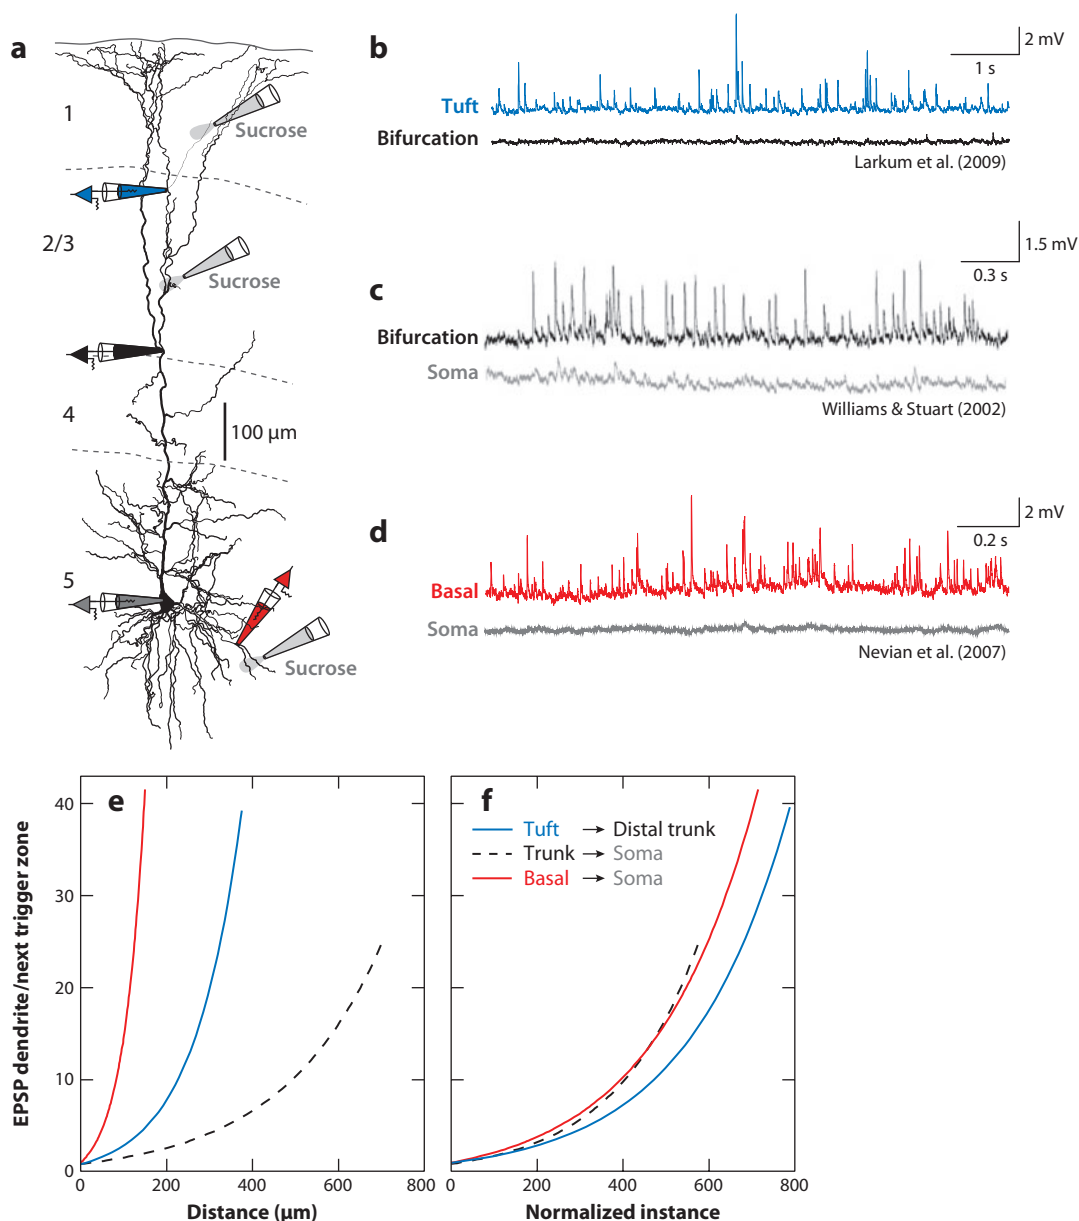 a
1
Sucrose
2/3
Sucrose
4
100 µm
5
Sucrose
b
2 mV
1 s
Tuft
Bifurcation
Larkum et al. (2009)
c
1.5 mV
0.3 s
Bifurcation
Soma
Williams & Stuart (2002)
d
2 mV
0.2 s
Basal
Soma
Nevian et al. (2007)
EPSP dendrite/next trigger zone
e
40
30
20
10
0
0 200 400 600 800
Distance (µm)
f
Tuft → Distal trunk
Trunk → Soma
Basal → Soma
0 200 400 600 800
Normalized instance